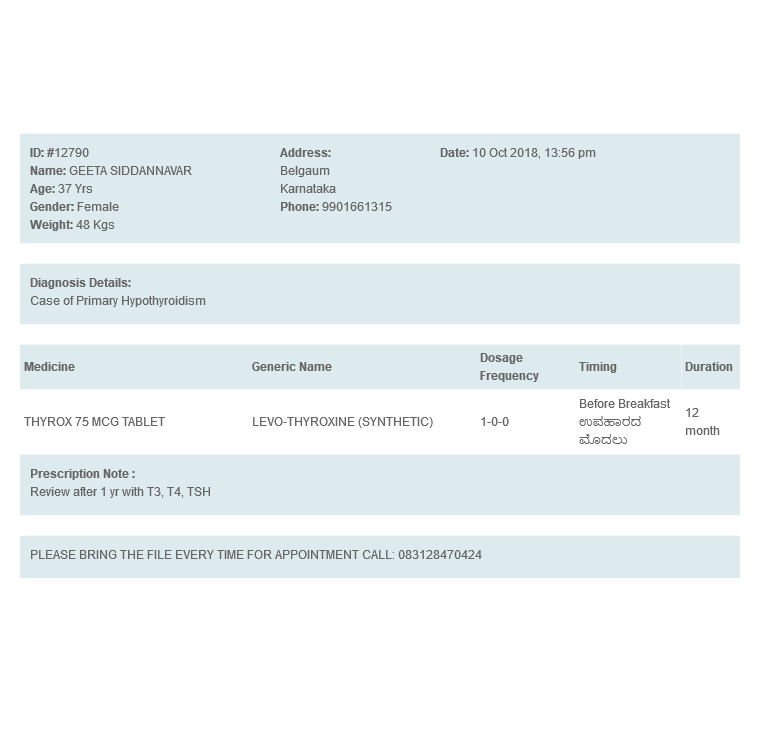 ID: #12790
Name: GEETA SIDDANNAVAR
Age: 37 Yrs
Gender: Female
Weight: 48 Kgs
Address:
Belgaum
Karnataka
Phone: 9901661315
Date: 10 Oct 2018, 13:56 pm
Diagnosis Details:
Case of Primary Hypothyroidism
Medicine
Generic Name
Dosage
Frequency
Timing
Duration
THYROX 75 MCG TABLET
LEVO-THYROXINE (SYNTHETIC)
1-0-0
Before Breakfast
ಉಪಹಾರದ
ಮೊದಲು
12
month
Prescription Note :
Review after 1 yr with T3, T4, TSH
PLEASE BRING THE FILE EVERY TIME FOR APPOINTMENT CALL: 083128470424